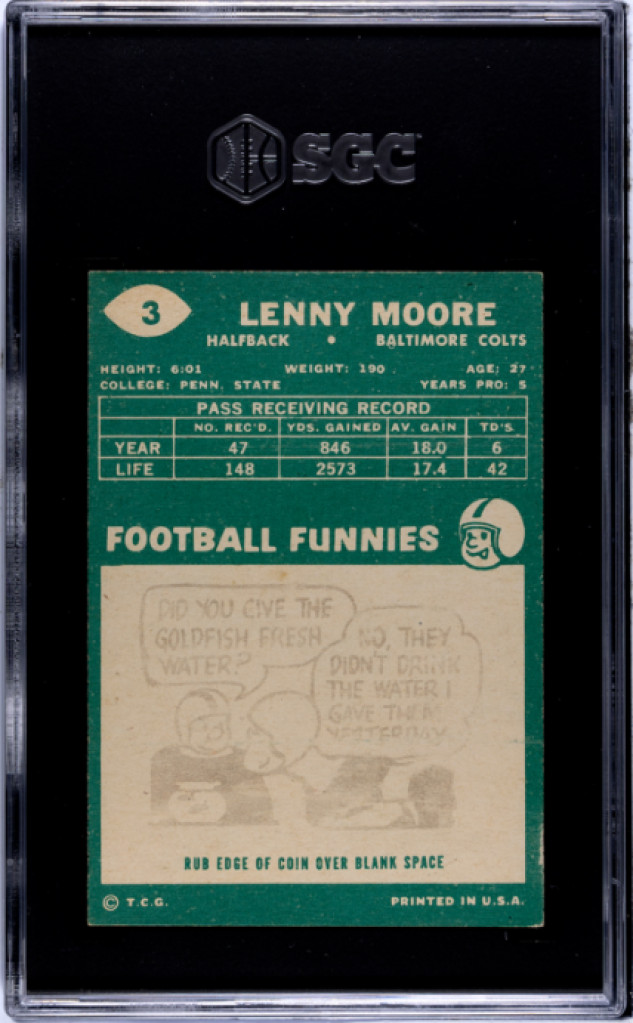 SGC
3
LENNY MOORE
HALFBACK • BALTIMORE COLTS
HEIGHT: 6:01 WEIGHT: 190 AGE: 27
COLLEGE: PENN. STATE YEARS PRO: 5
PASS RECEIVING RECORD
NO. REC'D. YDS. GAINED AV. GAIN TD'S.
YEAR 47 846 18.0 6
LIFE 148 2573 17.4 42
FOOTBALL FUNNIES
DID YOU GIVE THE
GOLDFISH FRESH
WATER?
NO, THEY
DIDN'T DRINK
THE WATER I
GAVE THEM
YESTERDAY
RUB EDGE OF COIN OVER BLANK SPACE
© T.C.G. PRINTED IN U.S.A.